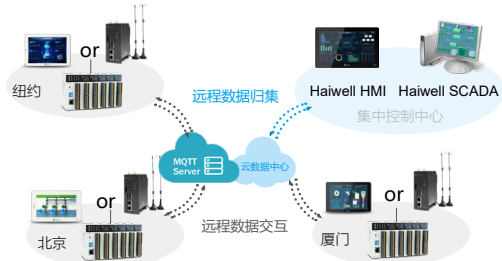 or
纽约
远程数据归集
Haiwell HMI
Haiwell SCADA
集中控制中心
MQTT
Server
云数据中心
or
北京
远程数据交互
or
厦门